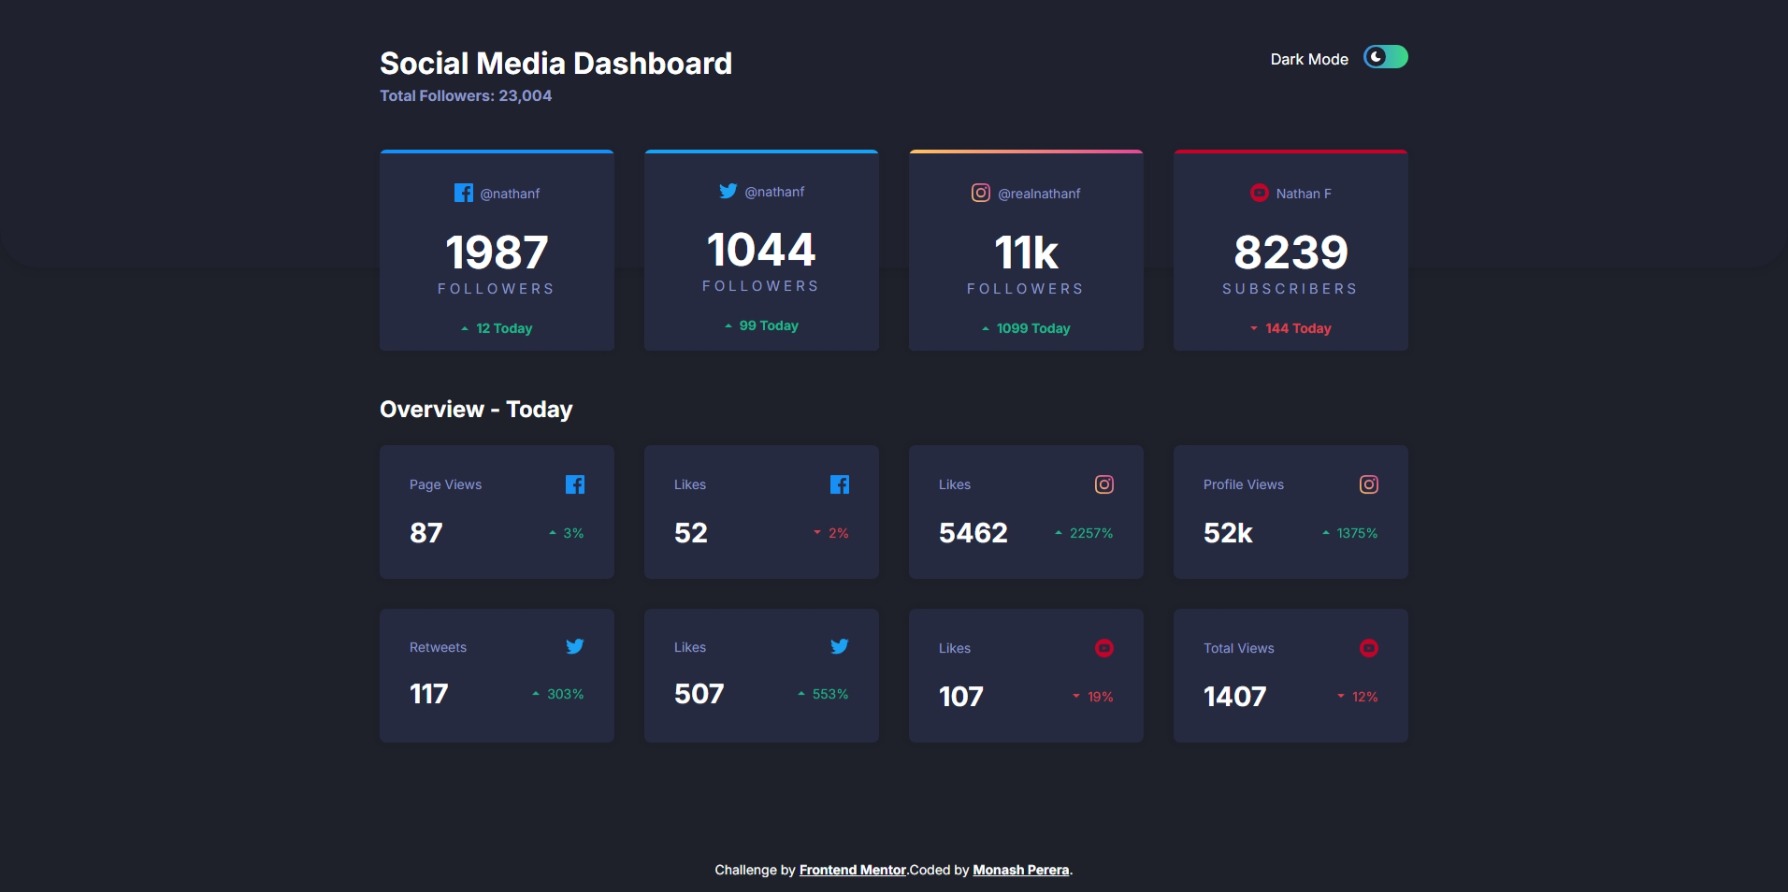 Social Media Dashboard
Dark Mode
Total Followers: 23,004
@nathanf
1987
FOLLOWERS
12 Today
@nathanf
1044
FOLLOWERS
99 Today
@realnathanf
11k
FOLLOWERS
1099 Today
Nathan F
8239
SUBSCRIBERS
144 Today
Overview - Today
Page Views
87
3%
Likes
52
2%
Likes
5462
2257%
Profile Views
52k
1375%
Retweets
117
303%
Likes
507
553%
Likes
107
19%
Total Views
1407
12%
Challenge by Frontend Mentor.Coded by Monash Perera.